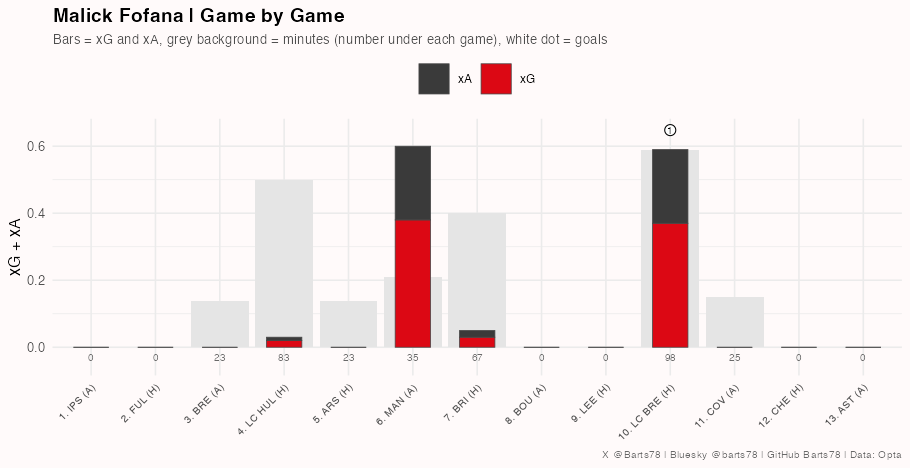 Malick Fofana | Game by Game
Bars = xG and xA, grey background = minutes (number under each game), white dot = goals
xA xG
xG + xA
0.6
0.4
0.2
0.0
1
0 0 23 83 23 35 67 0 0 98 25 0 0
1. IPS (A)
2. FUL (H)
3. BRE (A)
4. LC HUL (H)
5. ARS (H)
6. MAN (A)
7. BRI (H)
8. BOU (A)
9. LEE (H)
10. LC BRE (H)
11. COV (A)
12. CHE (H)
13. AST (A)
X @Barts78 | Bluesky @barts78 | GitHub Barts78 | Data: Opta